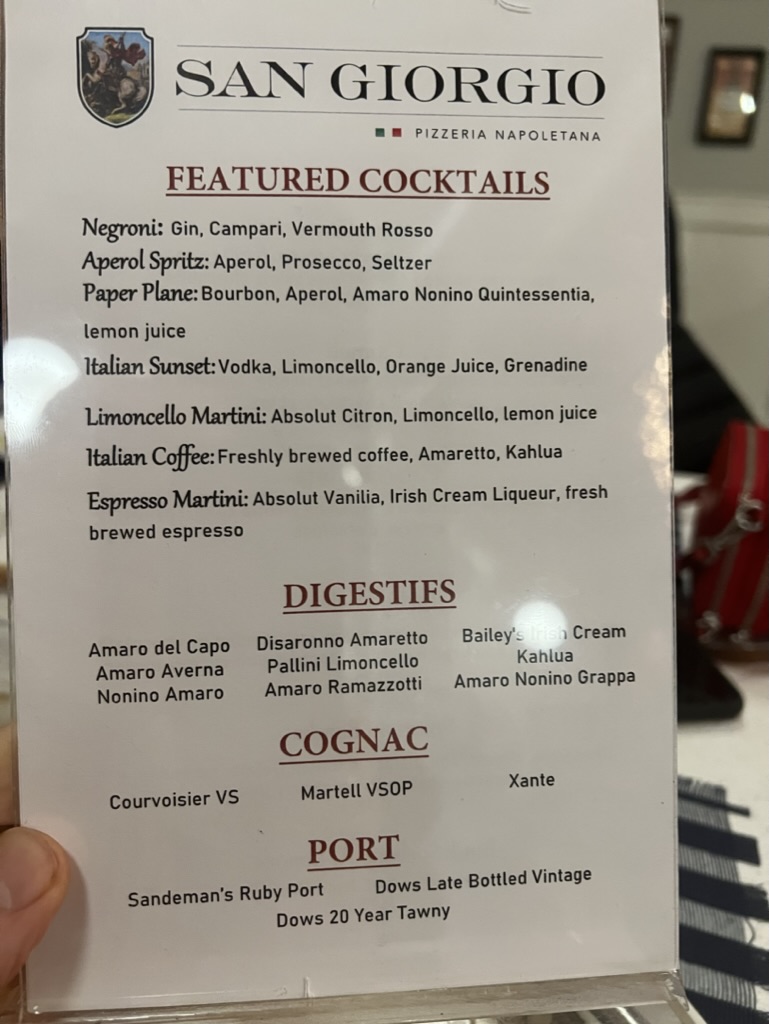 SAN GIORGIO
PIZZERIA NAPOLETANA
FEATURED COCKTAILS
Negroni: Gin, Campari, Vermouth Rosso
Aperol Spritz: Aperol, Prosecco, Seltzer
Paper Plane: Bourbon, Aperol, Amaro Nonino Quintessentia,
lemon juice
Italian Sunset: Vodka, Limoncello, Orange Juice, Grenadine
Limoncello Martini: Absolut Citron, Limoncello, lemon juice
Italian Coffee: Freshly brewed coffee, Amaretto, Kahlua
Espresso Martini: Absolut Vanilia, Irish Cream Liqueur, fresh
brewed espresso
DIGESTIFS
Amaro del Capo Disaronno Amaretto Bailey's Irish Cream
Amaro Averna Pallini Limoncello Kahlua
Nonino Amaro Amaro Ramazzotti Amaro Nonino Grappa
COGNAC
Courvoisier VS Martell VSOP Xante
PORT
Sandeman's Ruby Port Dows Late Bottled Vintage
Dows 20 Year Tawny